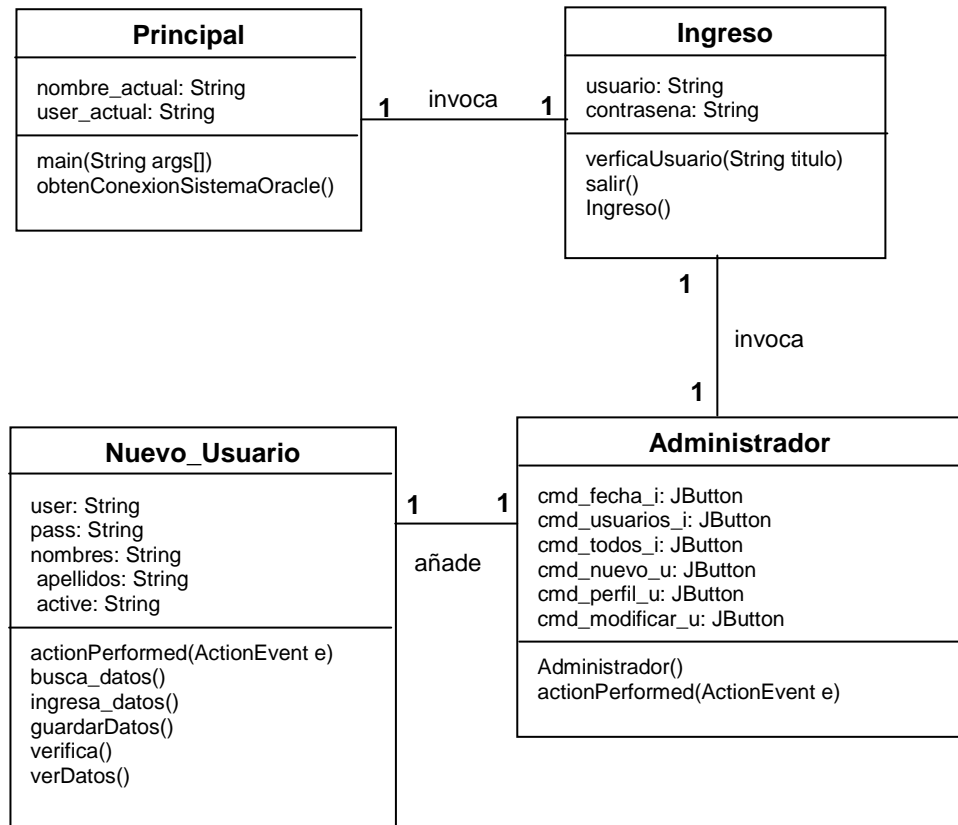 Principal
nombre_actual: String
user_actual: String
main(String args[])
obtenConexionSistemaOracle()
1
invoca
1
Ingreso
usuario: String
contrasena: String
verficaUsuario(String titulo)
salir()
Ingreso()
1
invoca
1
Nuevo_Usuario
user: String
pass: String
nombres: String
apellidos: String
active: String
actionPerformed(ActionEvent e)
busca_datos()
ingresa_datos()
guardarDatos()
verifica()
verDatos()
1
añade
1
Administrador
cmd_fecha_i: JButton
cmd_usuarios_i: JButton
cmd_todos_i: JButton
cmd_nuevo_u: JButton
cmd_perfil_u: JButton
cmd_modificar_u: JButton
Administrador()
actionPerformed(ActionEvent e)